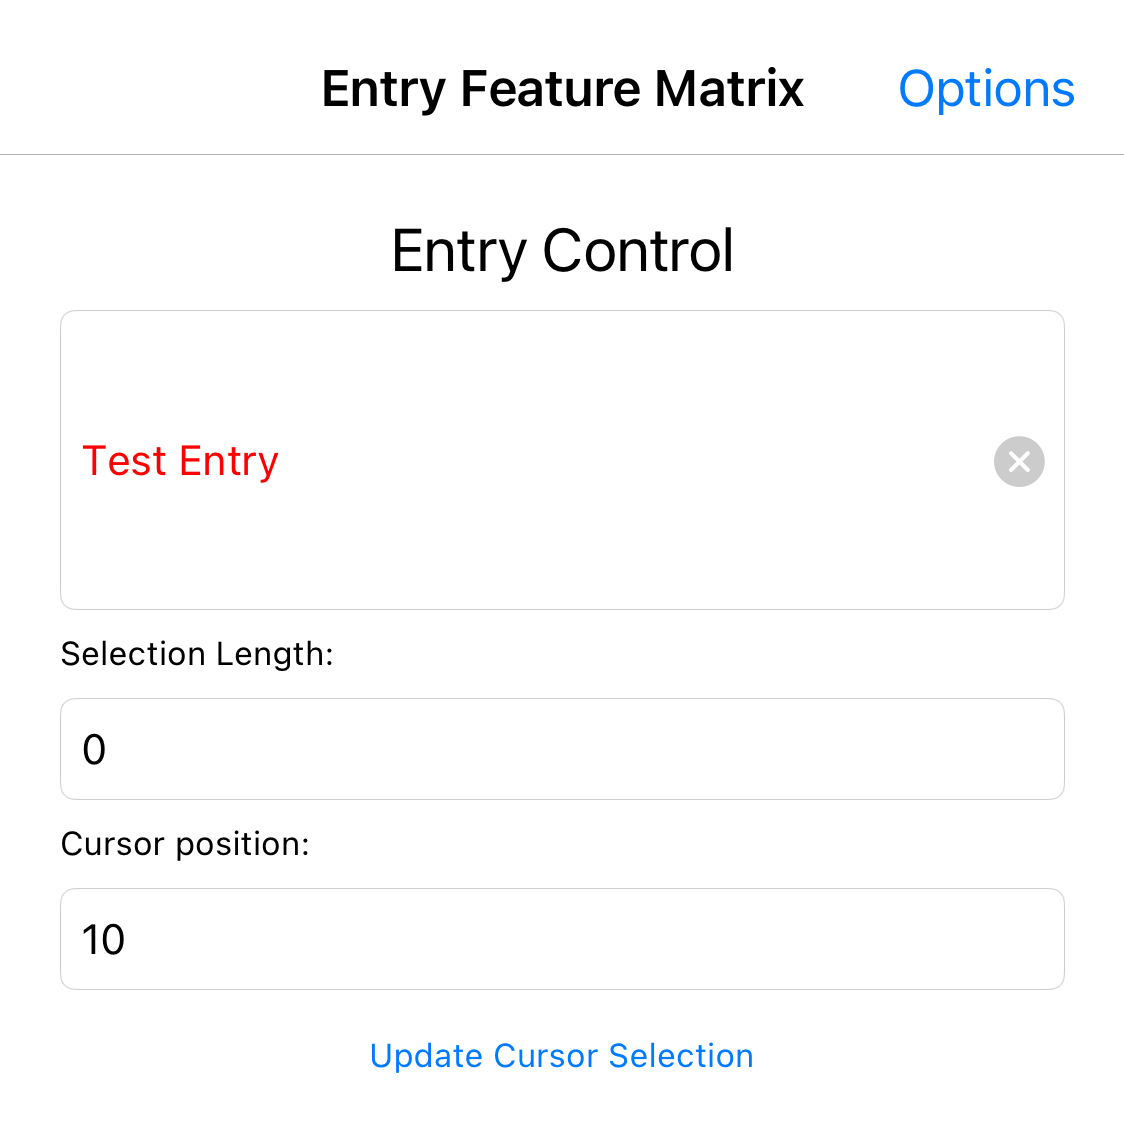 Entry Feature Matrix Options
Entry Control
Test Entry
Selection Length:
0
Cursor position:
10
Update Cursor Selection